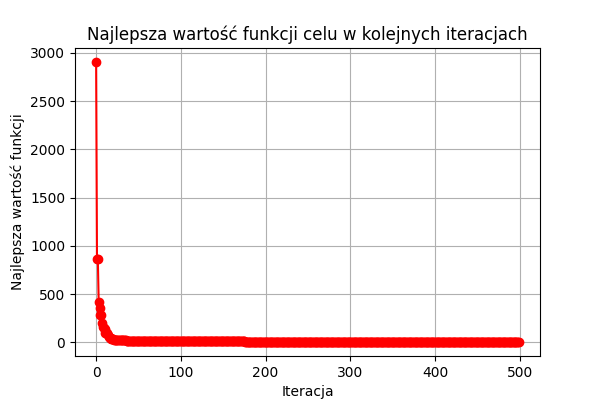 Najlepsza wartość funkcji celu w kolejnych iteracjach
Najlepsza wartość funkcji
3000
2500
2000
1500
1000
500
0
0 100 200 300 400 500
Iteracja